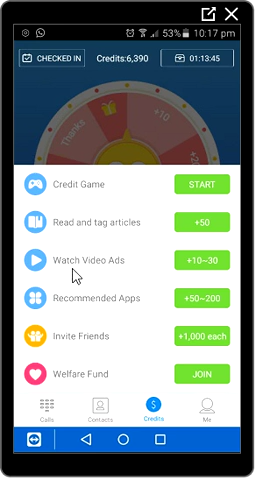 53% 10:17 pm
CHECKED IN
Credits:6,390
01:13:45
Thanks
+10
Credit Game
START
Read and tag articles
+50
Watch Video Ads
+10~30
Recommended Apps
+50~200
Invite Friends
+1,000 each
Welfare Fund
JOIN
Calls
Contacts
Credits
Me